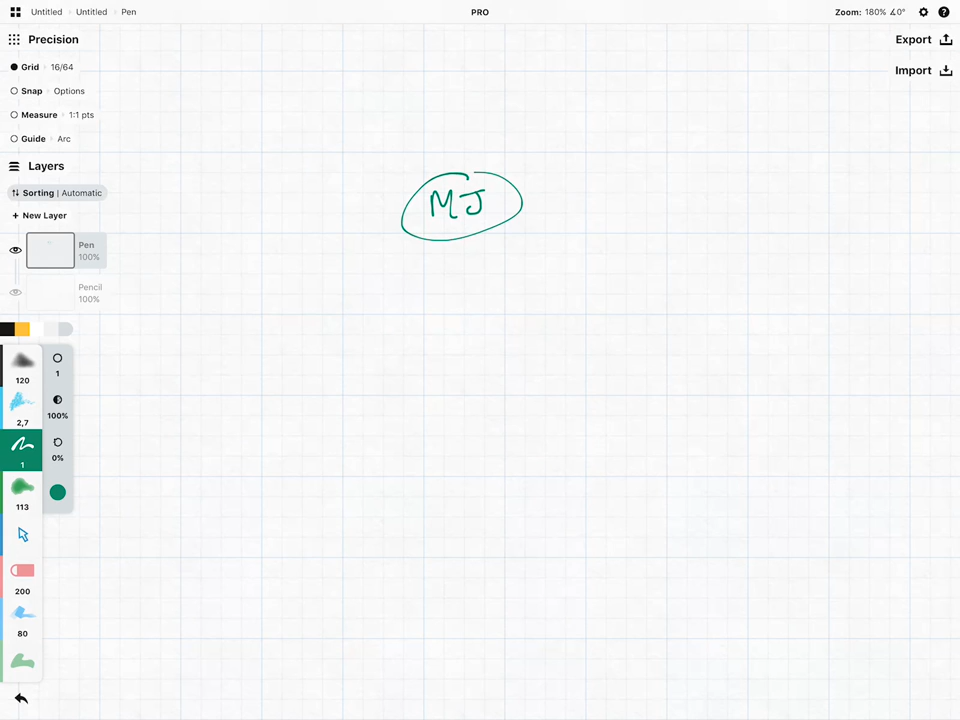 Untitled › Untitled › Pen
PRO
Zoom: 180% ∡0°
Precision
Grid › 16/64
Snap › Options
Measure › 1:1 pts
Guide › Arc
Layers
Sorting | Automatic
+ New Layer
Pen
100%
Pencil
100%
120
2,7
1
113
200
80
1
100%
0%
Export
Import
MJ